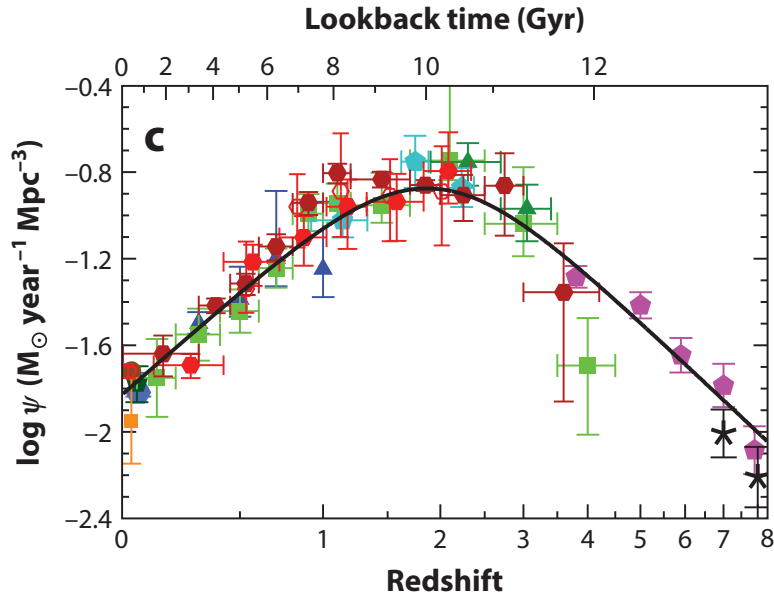 Lookback time (Gyr)
0 2 4 6 8 10 12
c
log ψ (M⊙ year⁻¹ Mpc⁻³)
−0.4
−0.8
−1.2
−1.6
−2
−2.4
0 1 2 3 4 5 6 7 8
Redshift